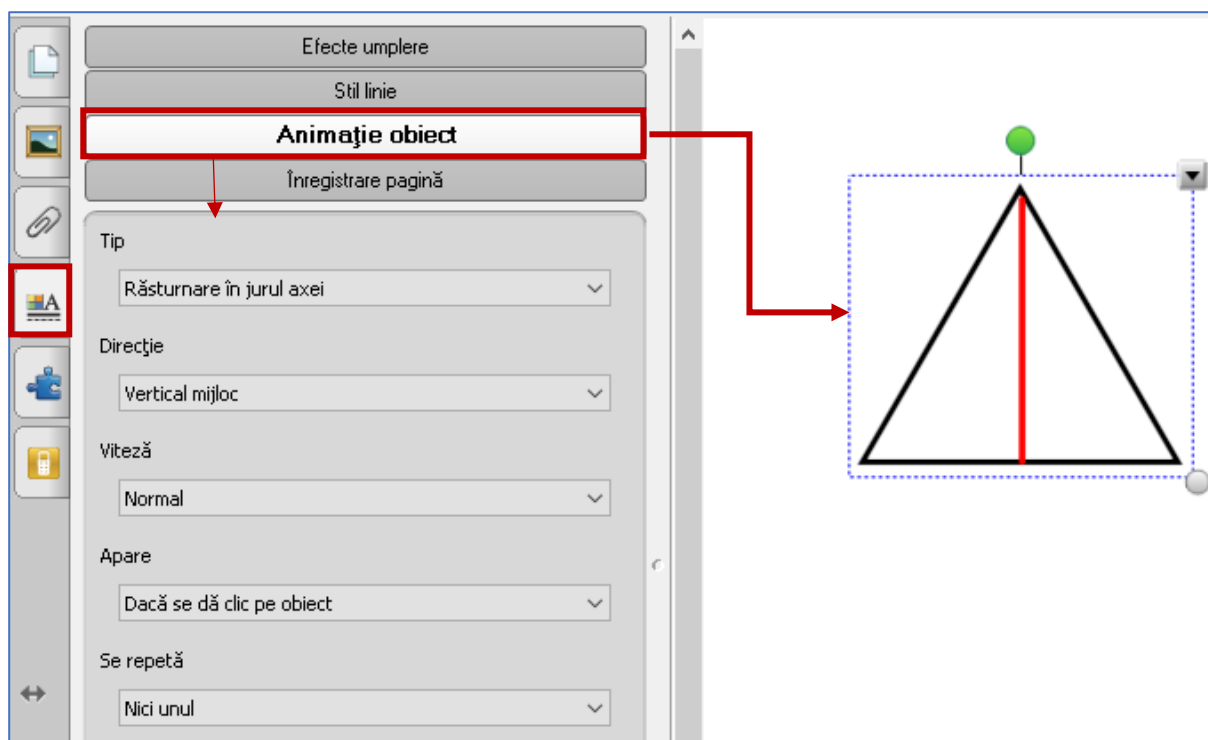 Efecte umplere
Stil linie
Animaţie obiect
Înregistrare pagină
Tip
Răsturnare în jurul axei
Direcţie
Vertical mijloc
Viteză
Normal
Apare
Dacă se dă clic pe obiect
Se repetă
Nici unul